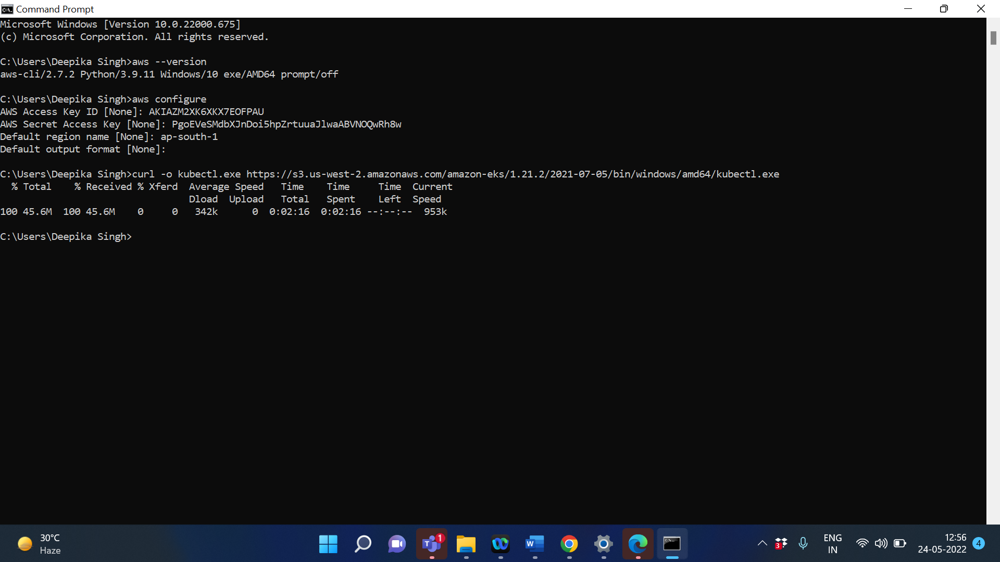 Command Prompt
Microsoft Windows [Version 10.0.22000.675]
(c) Microsoft Corporation. All rights reserved.
C:\Users\Deepika Singh>aws --version
aws-cli/2.7.2 Python/3.9.11 Windows/10 exe/AMD64 prompt/off
C:\Users\Deepika Singh>aws configure
AWS Access Key ID [None]: AKIAZM2XK6XKX7EOFPAU
AWS Secret Access Key [None]: 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
Default region name [None]: ap-south-1
Default output format [None]:
C:\Users\Deepika Singh>curl -o kubectl.exe https://s3.us-west-2.amazonaws.com/amazon-eks/1.21.2/2021-07-05/bin/windows/amd64/kubectl.exe
% Total % Received % Xferd Average Speed Time Time Time Current
Dload Upload Total Spent Left Speed
100 45.6M 100 45.6M 0 0 342k 0 0:02:16 0:02:16 --:--:-- 953k
C:\Users\Deepika Singh>
30°C
Haze
1
3
ENG
IN
12:56
24-05-2022
4